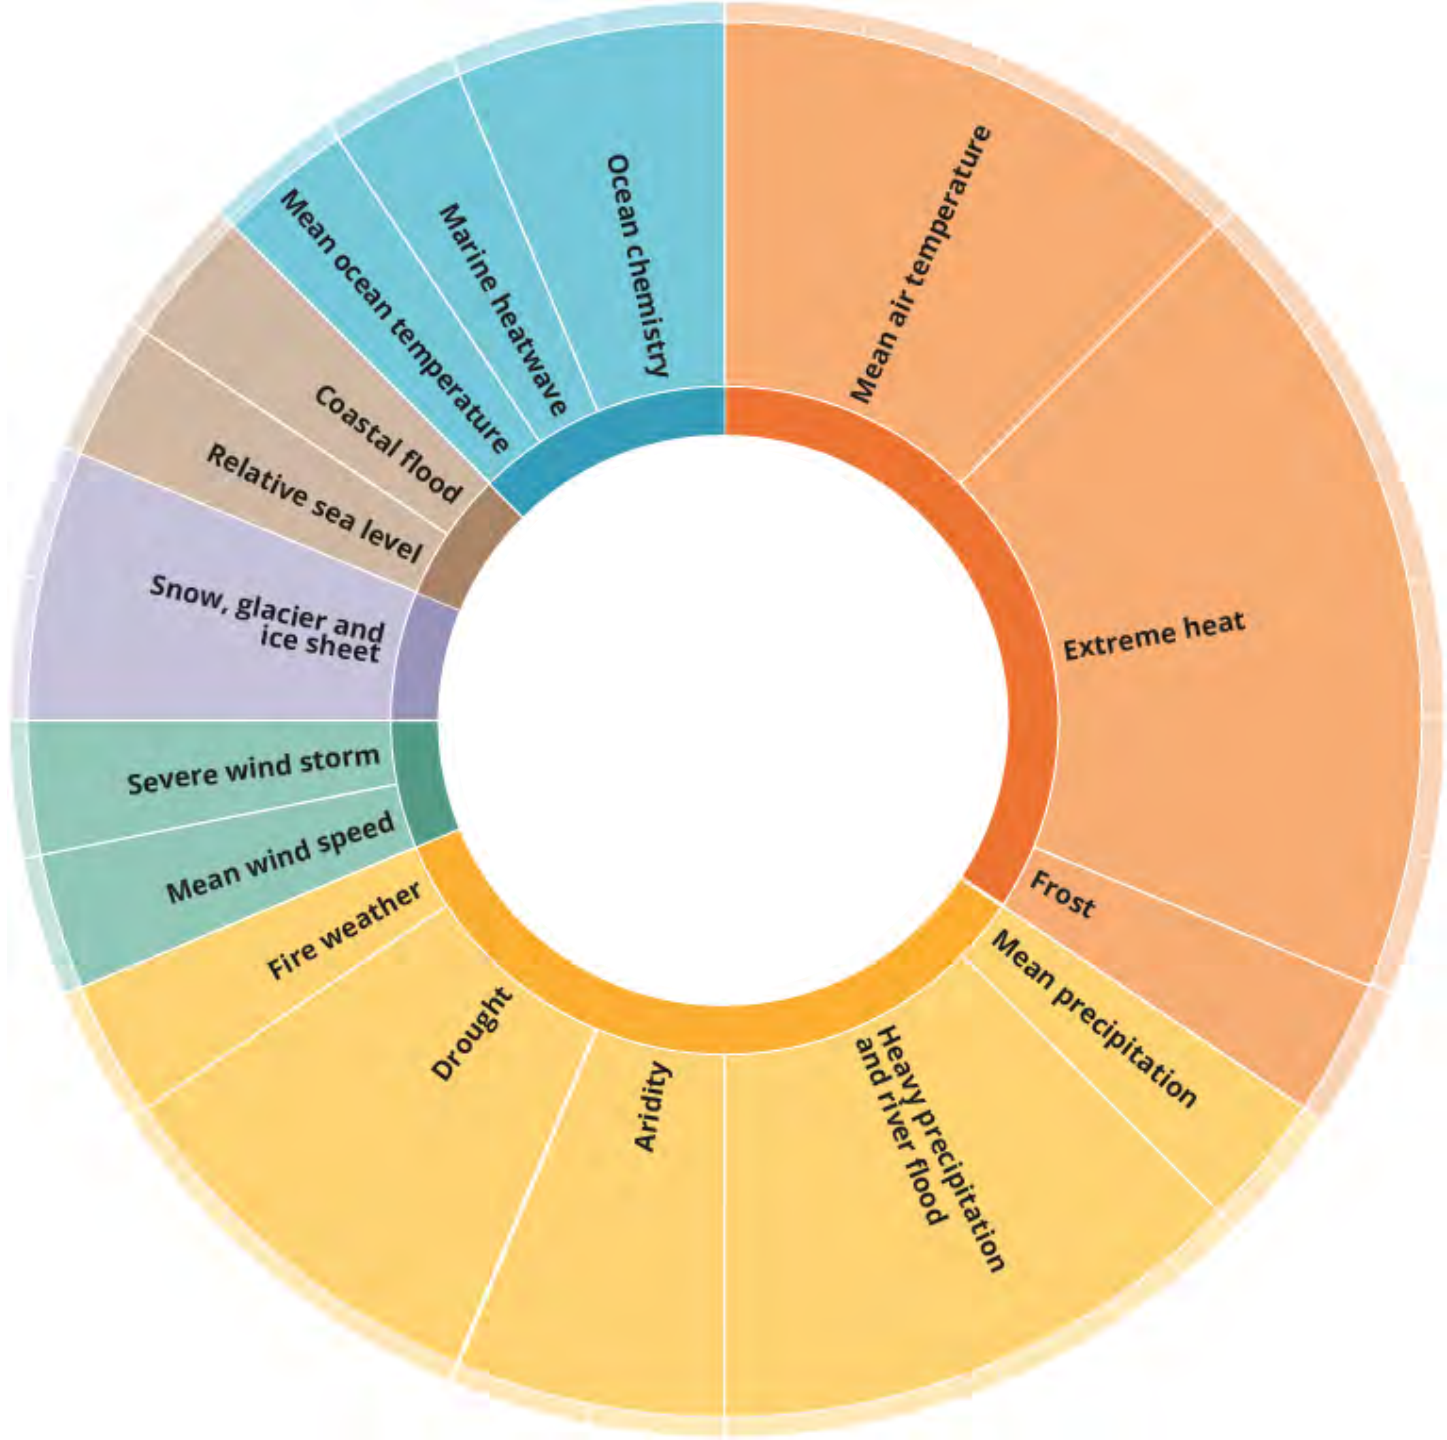 Mean air temperature
Extreme heat
Frost
Mean precipitation
Heavy precipitation
and river flood
Aridity
Drought
Fire weather
Mean wind speed
Severe wind storm
Snow, glacier and
ice sheet
Relative sea level
Coastal flood
Mean ocean temperature
Marine heatwave
Ocean chemistry